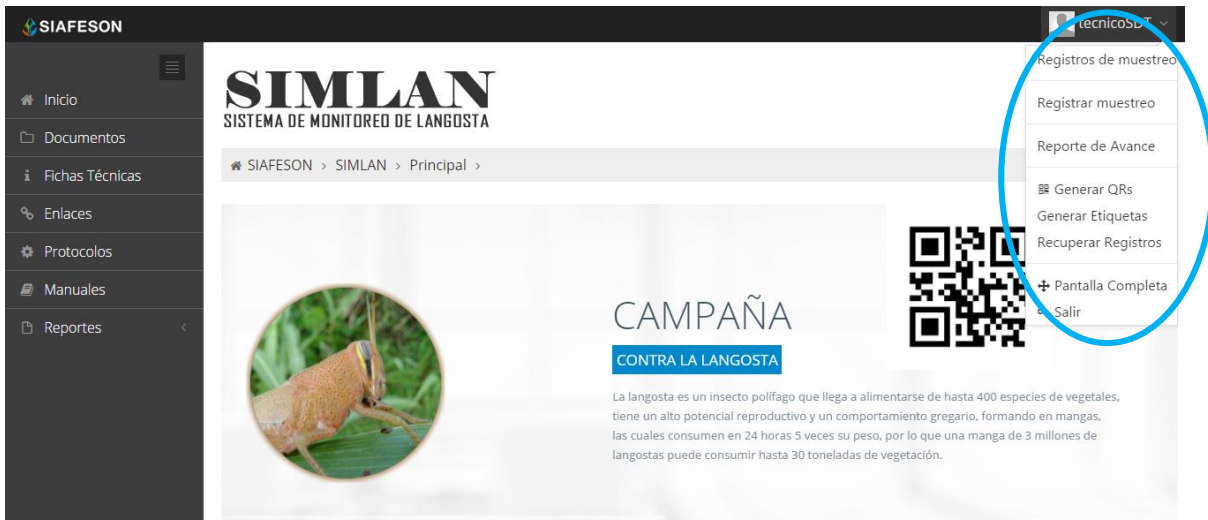 SIAFESON
tecnicoSDT
Inicio
Documentos
Fichas Técnicas
Enlaces
Protocolos
Manuales
Reportes
SIMLAN
SISTEMA DE MONITOREO DE LANGOSTA
SIAFESON > SIMLAN > Principal >
Registros de muestreo
Registrar muestreo
Reporte de Avance
Generar QRs
Generar Etiquetas
Recuperar Registros
Pantalla Completa
Salir
CAMPAÑA
CONTRA LA LANGOSTA
La langosta es un insecto polífago que llega a alimentarse de hasta 400 especies de vegetales,
tiene un alto potencial reproductivo y un comportamiento gregario, formando en mangas,
las cuales consumen en 24 horas 5 veces su peso, por lo que una manga de 3 millones de
langostas puede consumir hasta 30 toneladas de vegetación.